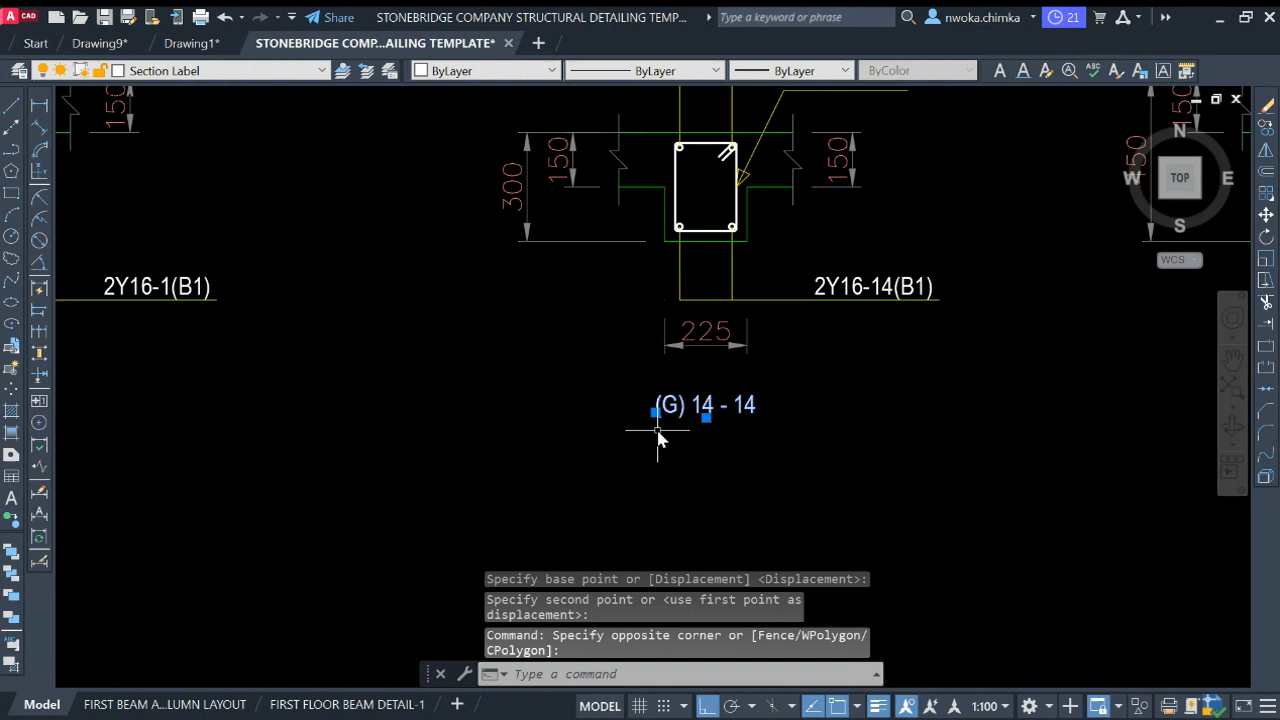 CAD
Share
STONEBRIDGE COMPANY STRUCTURAL DETAILING TEMP...
Type a keyword or phrase
nwoka.chimka
21
Start
Drawing9*
Drawing1*
STONEBRIDGE COMP...AILING TEMPLATE*
Section Label
ByLayer
ByLayer
ByLayer
ByColor
150
150
300
150
150
150
N
W
TOP
E
S
WCS
2Y16-1(B1)
2Y16-14(B1)
225
(G) 14 - 14
Specify base point or [Displacement] <Displacement>:
Specify second point or <use first point as
displacement>:
Command: Specify opposite corner or [Fence/WPolygon/
CPolygon]:
Type a command
Model
FIRST BEAM A...LUMN LAYOUT
FIRST FLOOR BEAM DETAIL-1
MODEL
1:100